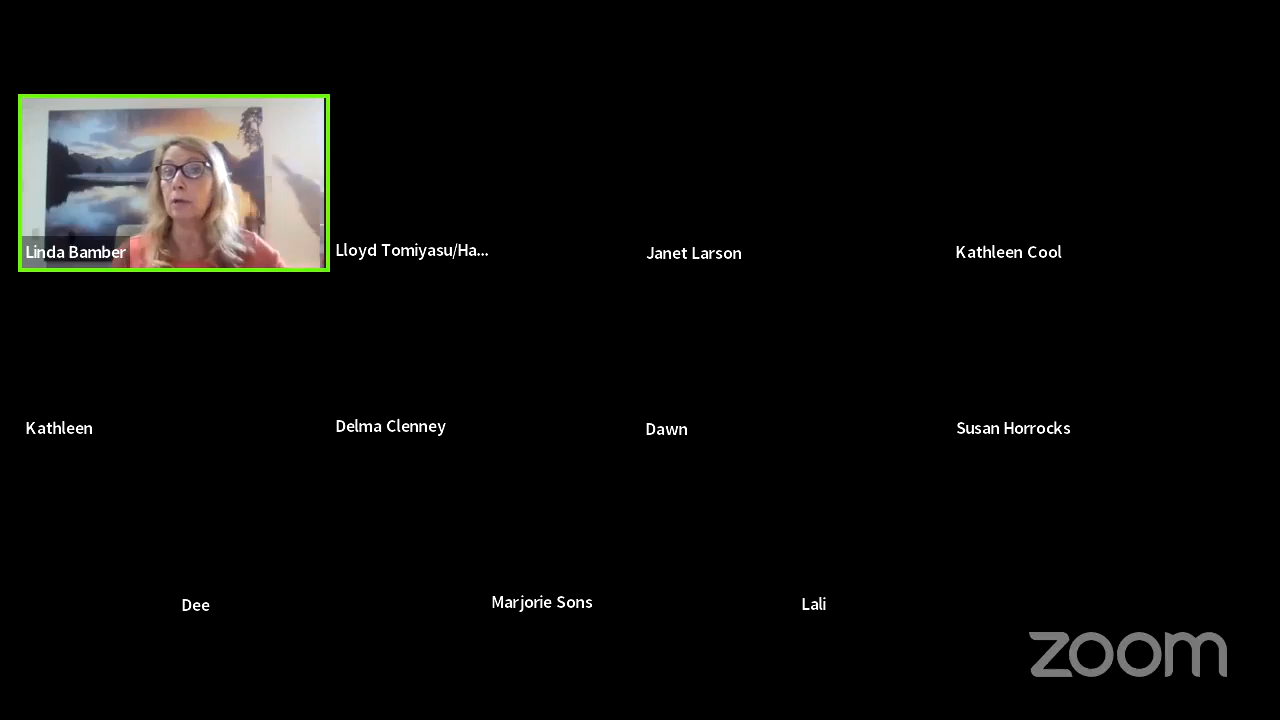 Linda Bamber
Lloyd Tomiyasu/Ha...
Janet Larson
Kathleen Cool
Kathleen
Delma Clenney
Dawn
Susan Horrocks
Dee
Marjorie Sons
Lali
zoom